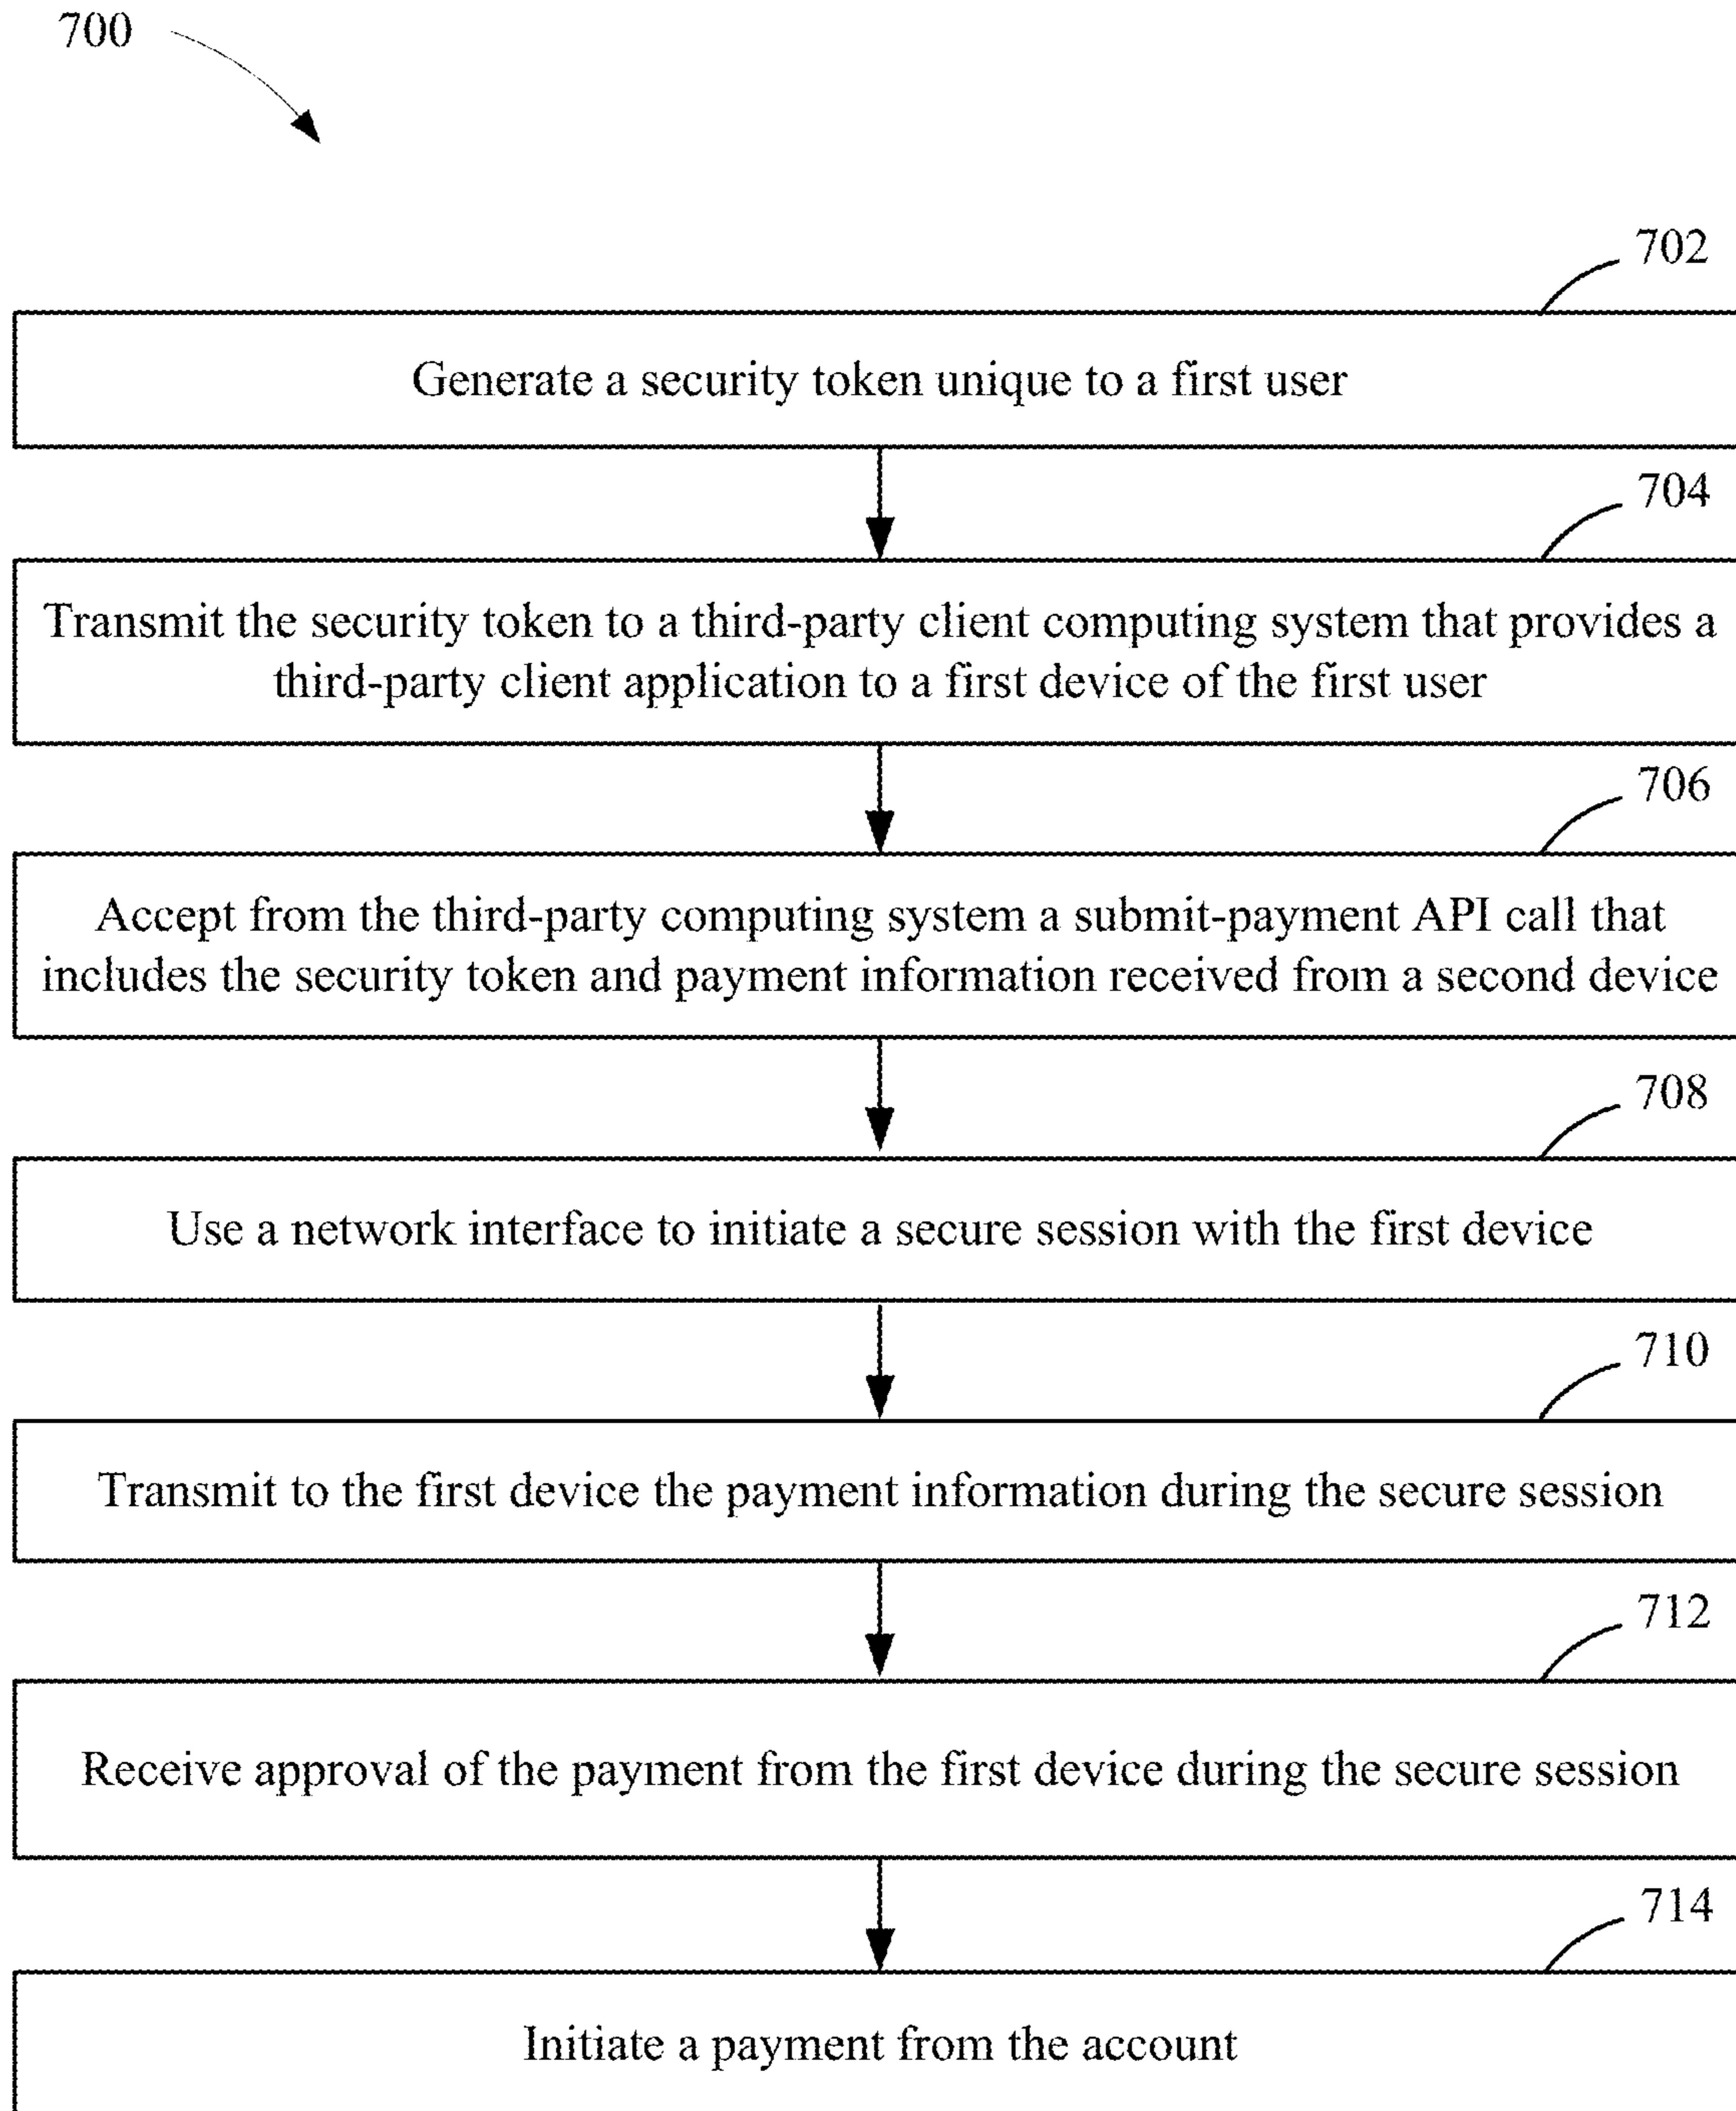 700
702
Generate a security token unique to a first user
704
Transmit the security token to a third-party client computing system that provides a
third-party client application to a first device of the first user
706
Accept from the third-party computing system a submit-payment API call that
includes the security token and payment information received from a second device
708
Use a network interface to initiate a secure session with the first device
710
Transmit to the first device the payment information during the secure session
712
Receive approval of the payment from the first device during the secure session
714
Initiate a payment from the account